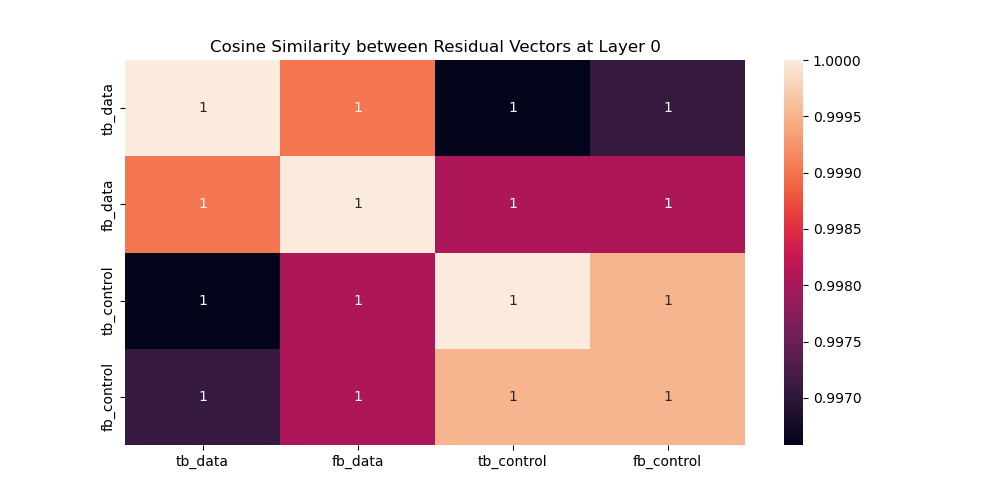 Cosine Similarity between Residual Vectors at Layer 0
tb_data 1 1 1 1
fb_data 1 1 1 1
tb_control 1 1 1 1
fb_control 1 1 1 1
tb_data fb_data tb_control fb_control
1.0000
0.9995
0.9990
0.9985
0.9980
0.9975
0.9970